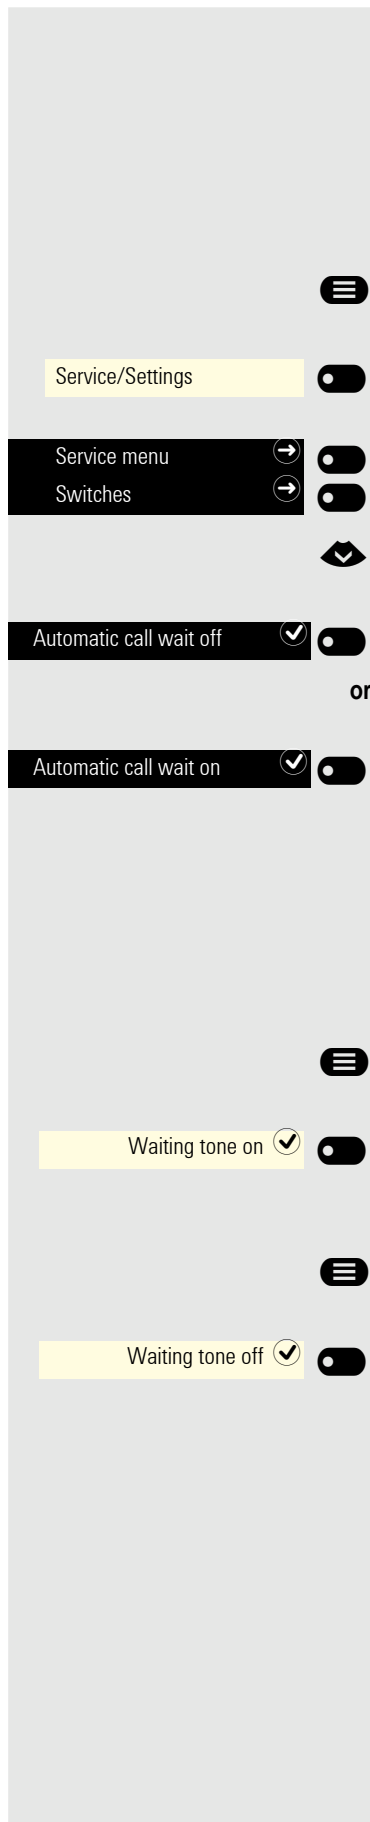 Service/Settings
Service menu
Switches
Automatic call wait off
or
Automatic call wait on
Waiting tone on
Waiting tone off